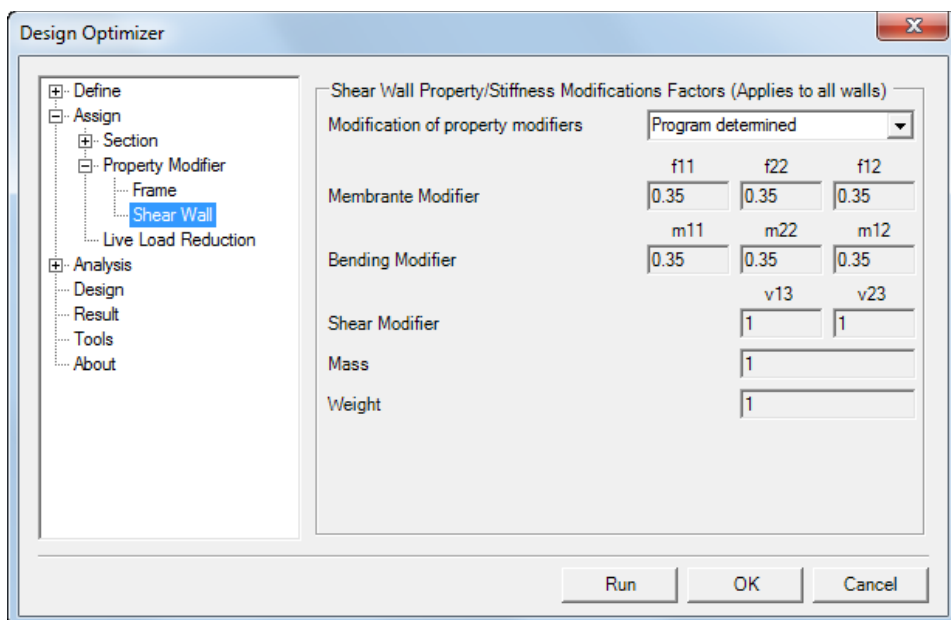 Design Optimizer
Define
Assign
Section
Property Modifier
Frame
Shear Wall
Live Load Reduction
Analysis
Design
Result
Tools
About
Shear Wall Property/Stiffness Modifications Factors (Applies to all walls)
Modification of property modifiers Program determined
f11 f22 f12
Membrante Modifier 0.35 0.35 0.35
m11 m22 m12
Bending Modifier 0.35 0.35 0.35
v13 v23
Shear Modifier 1 1
Mass 1
Weight 1
Run OK Cancel